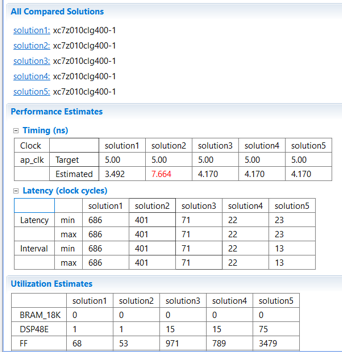 All Compared Solutions
solution1: xc7z010clg400-1
solution2: xc7z010clg400-1
solution3: xc7z010clg400-1
solution4: xc7z010clg400-1
solution5: xc7z010clg400-1
Performance Estimates
Timing (ns)
Clock solution1 solution2 solution3 solution4 solution5
ap_clk Target 5.00 5.00 5.00 5.00 5.00
Estimated 3.492 7.664 4.170 4.170 4.170
Latency (clock cycles)
solution1 solution2 solution3 solution4 solution5
Latency min 686 401 71 22 23
max 686 401 71 22 23
Interval min 686 401 71 22 13
max 686 401 71 22 13
Utilization Estimates
solution1 solution2 solution3 solution4 solution5
BRAM_18K 0 0 0 0 0
DSP48E 1 1 15 15 75
FF 68 53 971 789 3479